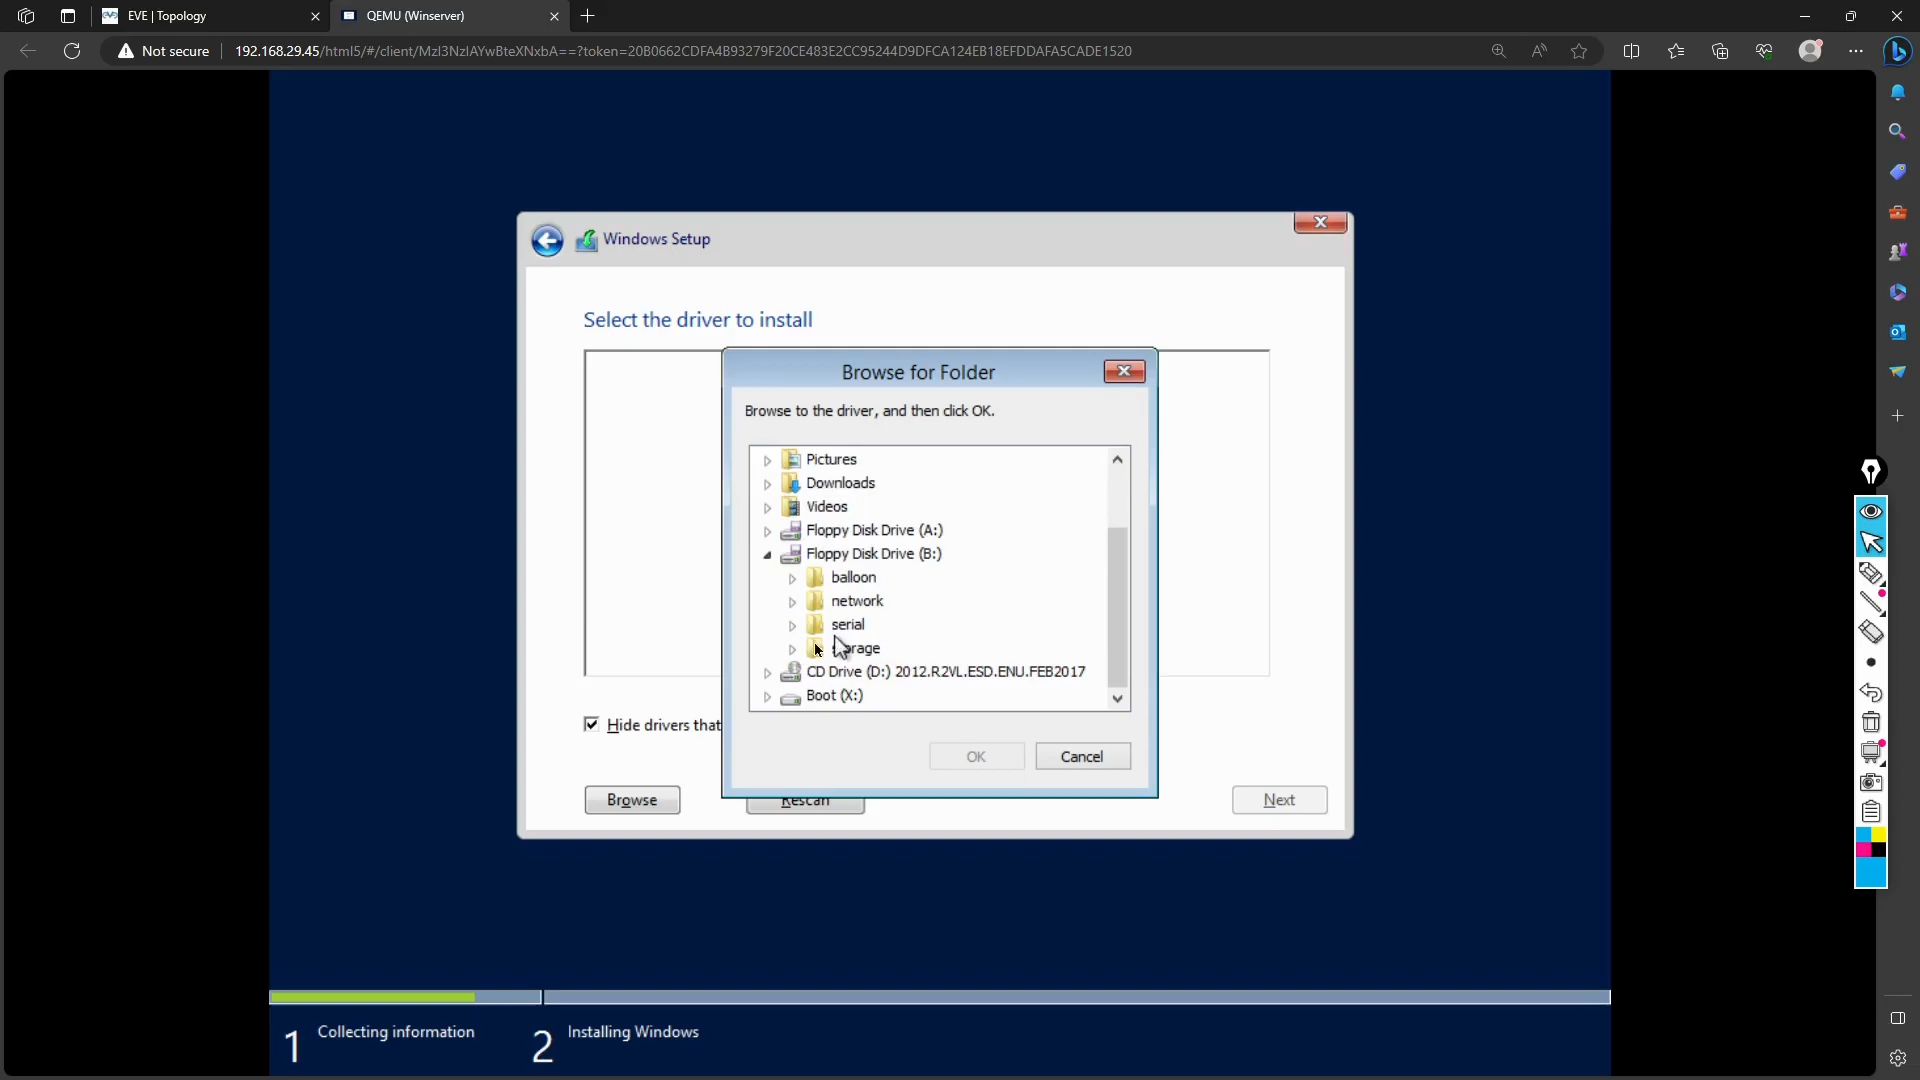 EVE | Topology
QEMU (Winserver)
Not secure
192.168.29.45/html5/#/client/MzI3NzIAYwBteXNxbA==?token=20B0662CDFA4B93279F20CE483E2CC95244D9DFCA124EB18EFDDAFA5CADE1520
Windows Setup
Select the driver to install
Browse for Folder
Browse to the driver, and then click OK.
Pictures
Downloads
Videos
Floppy Disk Drive (A:)
Floppy Disk Drive (B:)
balloon
network
serial
CD Drive (D:) 2012.R2VL.ESD.ENU.FEB2017
Boot (X:)
Hide drivers that
OK
Cancel
Browse
Rescan
Next
1 Collecting information
2 Installing Windows